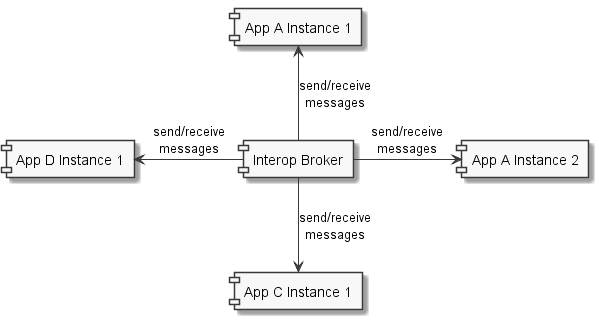 App A Instance 1
send/receive
messages
App D Instance 1
send/receive
messages
Interop Broker
send/receive
messages
App A Instance 2
send/receive
messages
App C Instance 1